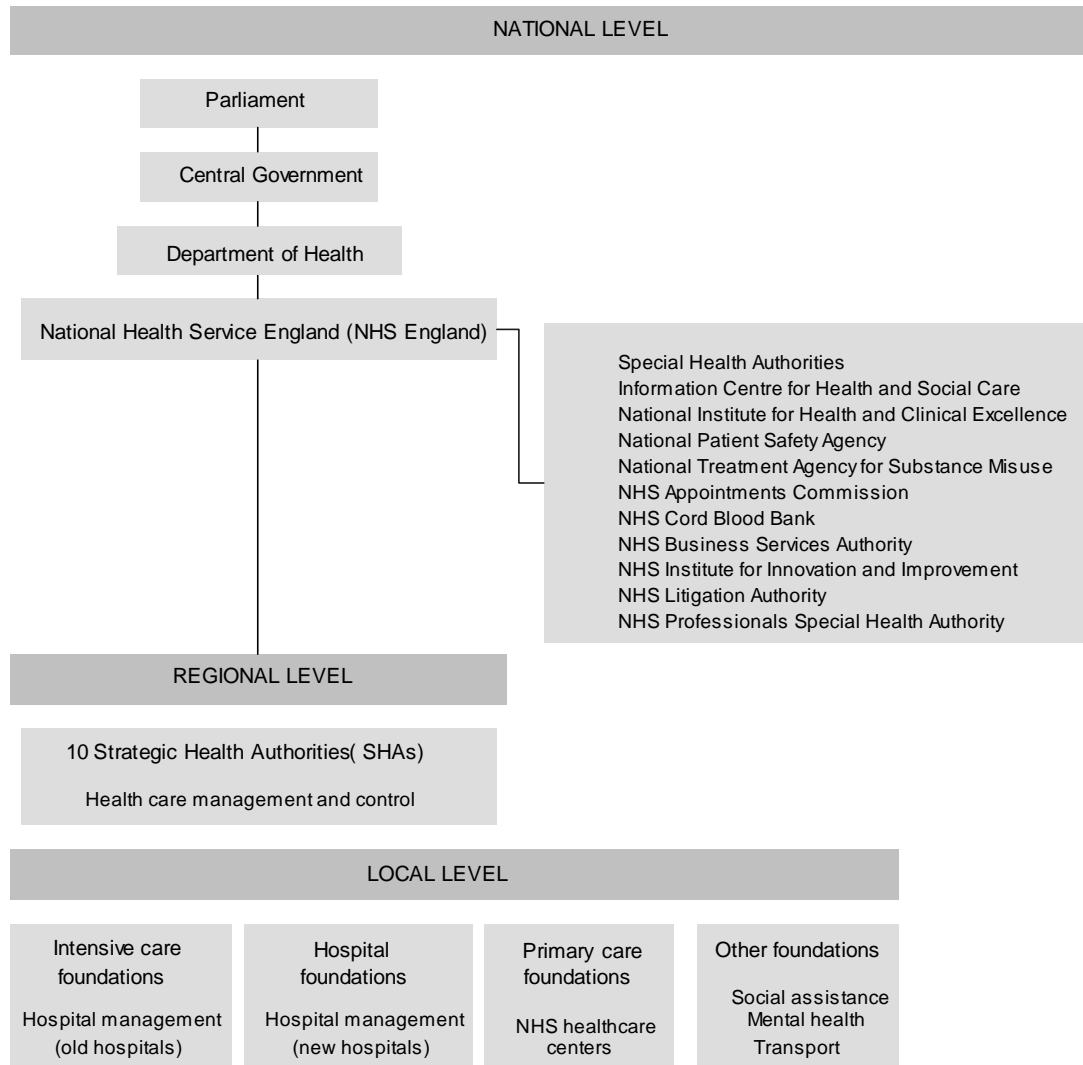 NATIONAL LEVEL
Parliament
Central Government
Department of Health
National Health Service England (NHS England)
Special Health Authorities
Information Centre for Health and Social Care
National Institute for Health and Clinical Excellence
National Patient Safety Agency
National Treatment Agency for Substance Misuse
NHS Appointments Commission
NHS Cord Blood Bank
NHS Business Services Authority
NHS Institute for Innovation and Improvement
NHS Litigation Authority
NHS Professionals Special Health Authority
REGIONAL LEVEL
10 Strategic Health Authorities( SHAs)
Health care management and control
LOCAL LEVEL
Intensive care
foundations
Hospital management
(old hospitals)
Hospital
foundations
Hospital management
(new hospitals)
Primary care
foundations
NHS healthcare
centers
Other foundations
Social assistance
Mental health
Transport